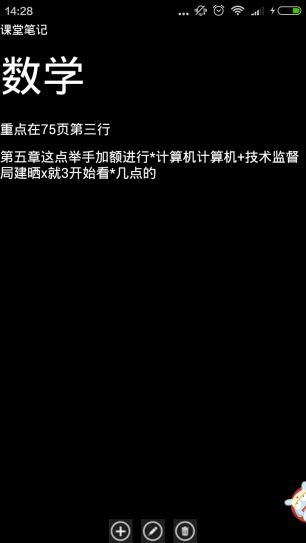 14:28
课堂笔记
数学
重点在75页第三行
第五章这点举手加额进行*计算机计算机+技术监督
局建晒x就3开始看*几点的